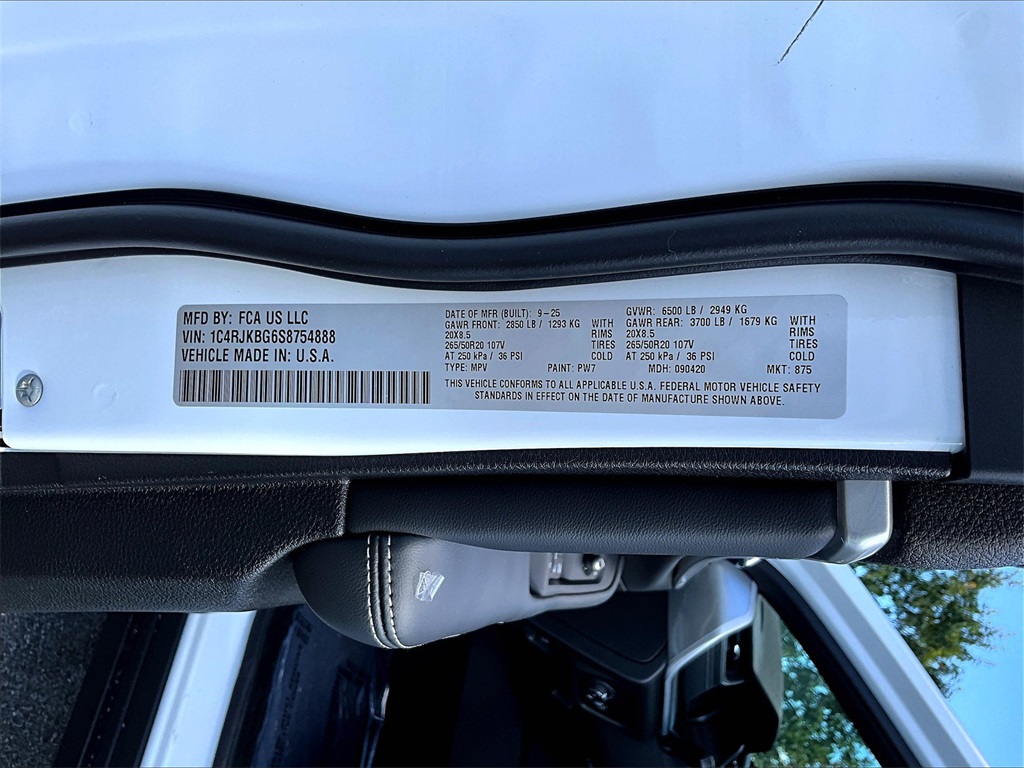 MFD BY: FCA US LLC
VIN: 1C4RJKBG6S8754888
VEHICLE MADE IN: U.S.A.
DATE OF MFR (BUILT): 9-25
GAWR FRONT: 2850 LB / 1293 KG WITH
20X8.5 RIMS
265/50R20 107V TIRES
AT 250 kPa / 36 PSI COLD
TYPE: MPV PAINT: PW7
GVWR: 6500 LB / 2949 KG
GAWR REAR: 3700 LB / 1679 KG WITH
20X8.5 RIMS
265/50R20 107V TIRES
AT 250 kPa / 36 PSI COLD
MDH: 090420 MKT: 875
THIS VEHICLE CONFORMS TO ALL APPLICABLE U.S.A. FEDERAL MOTOR VEHICLE SAFETY
STANDARDS IN EFFECT ON THE DATE OF MANUFACTURE SHOWN ABOVE.